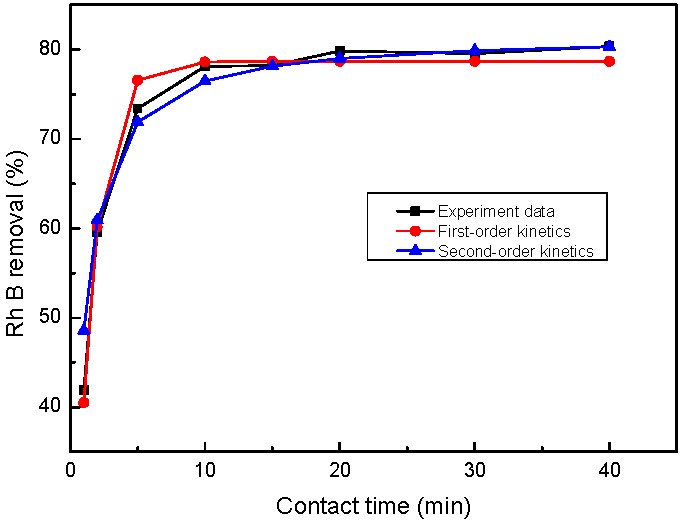 80
70
60
50
40
0
10
20
30
40
Rh B removal (%)
Contact time (min)
Experiment data
First-order kinetics
Second-order kinetics